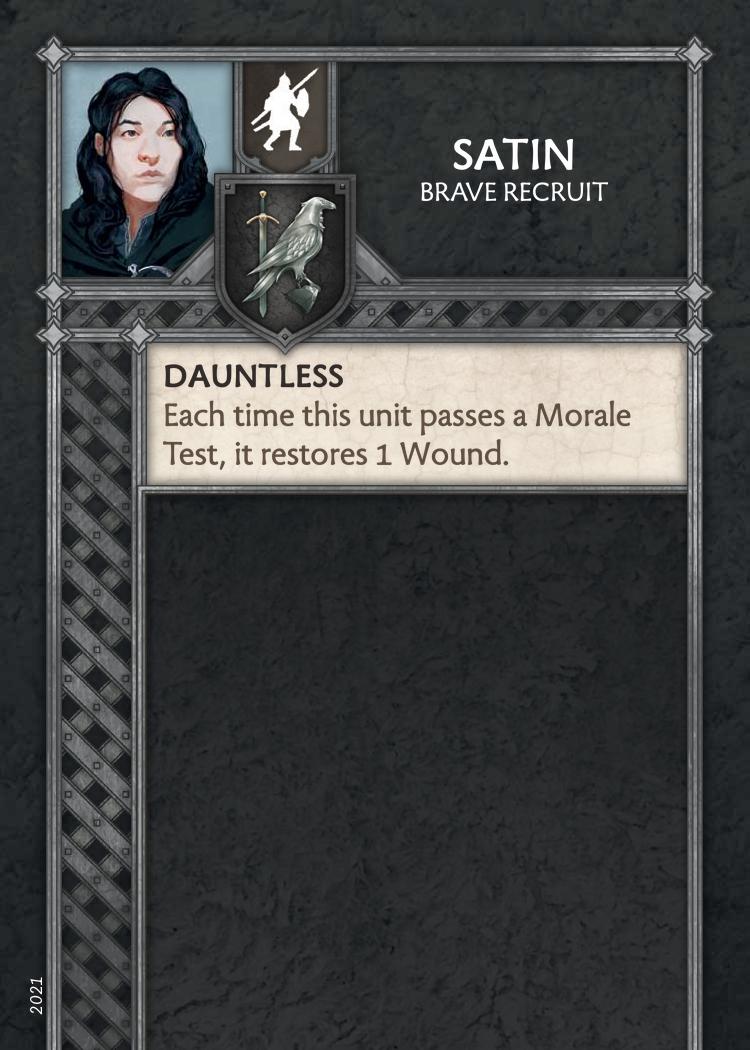 SATIN
BRAVE RECRUIT
DAUNTLESS
Each time this unit passes a Morale
Test, it restores 1 Wound.
2021